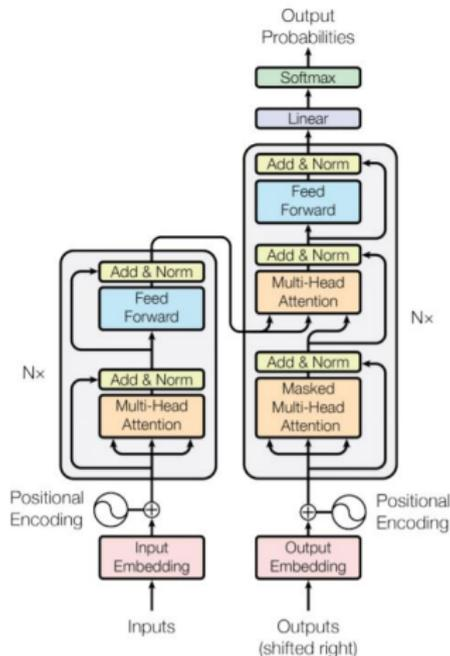 Output
Probabilities
Softmax
Linear
Add & Norm
Feed
Forward
Add & Norm
Multi-Head
Attention
Add & Norm
Masked
Multi-Head
Attention
N×
Add & Norm
Feed
Forward
Add & Norm
Multi-Head
Attention
N×
Positional
Encoding
Positional
Encoding
Input
Embedding
Output
Embedding
Inputs
Outputs
(shifted right)